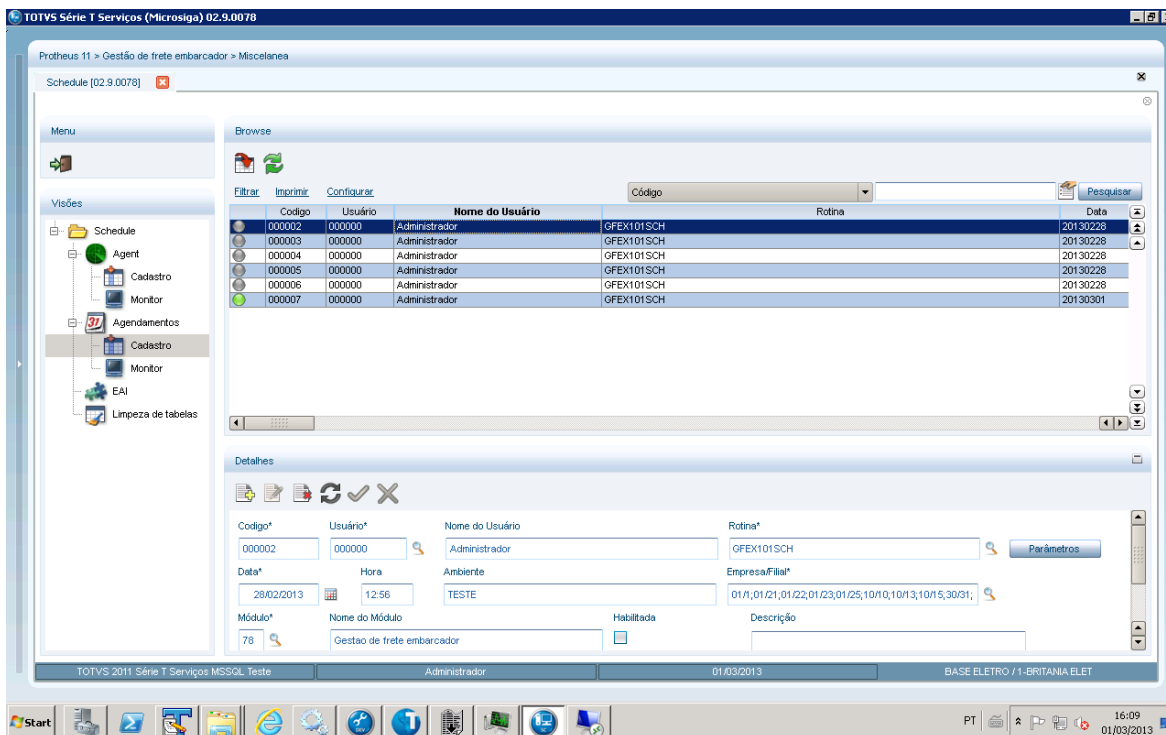 TOTVS Série T Serviços (Microsiga) 02.9.0078
Protheus 11 > Gestão de frete embarcador > Miscelanea
Schedule [02.9.0078]
Menu
Browse
Filtrar Imprimir Configurar Código Pesquisar
Visões
Codigo Usuário Nome do Usuário Rotina Data
000002 000000 Administrador GFEX101SCH 20130228
000003 000000 Administrador GFEX101SCH 20130228
000004 000000 Administrador GFEX101SCH 20130228
000005 000000 Administrador GFEX101SCH 20130228
000006 000000 Administrador GFEX101SCH 20130228
000007 000000 Administrador GFEX101SCH 20130301
Schedule
Agent
Cadastro
Monitor
31 Agendamentos
Cadastro
Monitor
EAI
Limpeza de tabelas
Detalhes
Codigo* Usuário* Nome do Usuário Rotina*
000002 000000 Administrador GFEX101SCH Parâmetros
Data* Hora Ambiente Empresa/Filial*
28/02/2013 12:56 TESTE 01/1;01/21;01/22;01/23;01/25;10/10;10/13;10/15;30/31;
Módulo* Nome do Módulo Habilitada Descrição
78 Gestao de frete embarcador
TOTVS 2011 Série T Serviços MSSQL Teste Administrador 01/03/2013 BASE ELETRO / 1-BRITANIA ELET
Start PT 16:09
01/03/2013